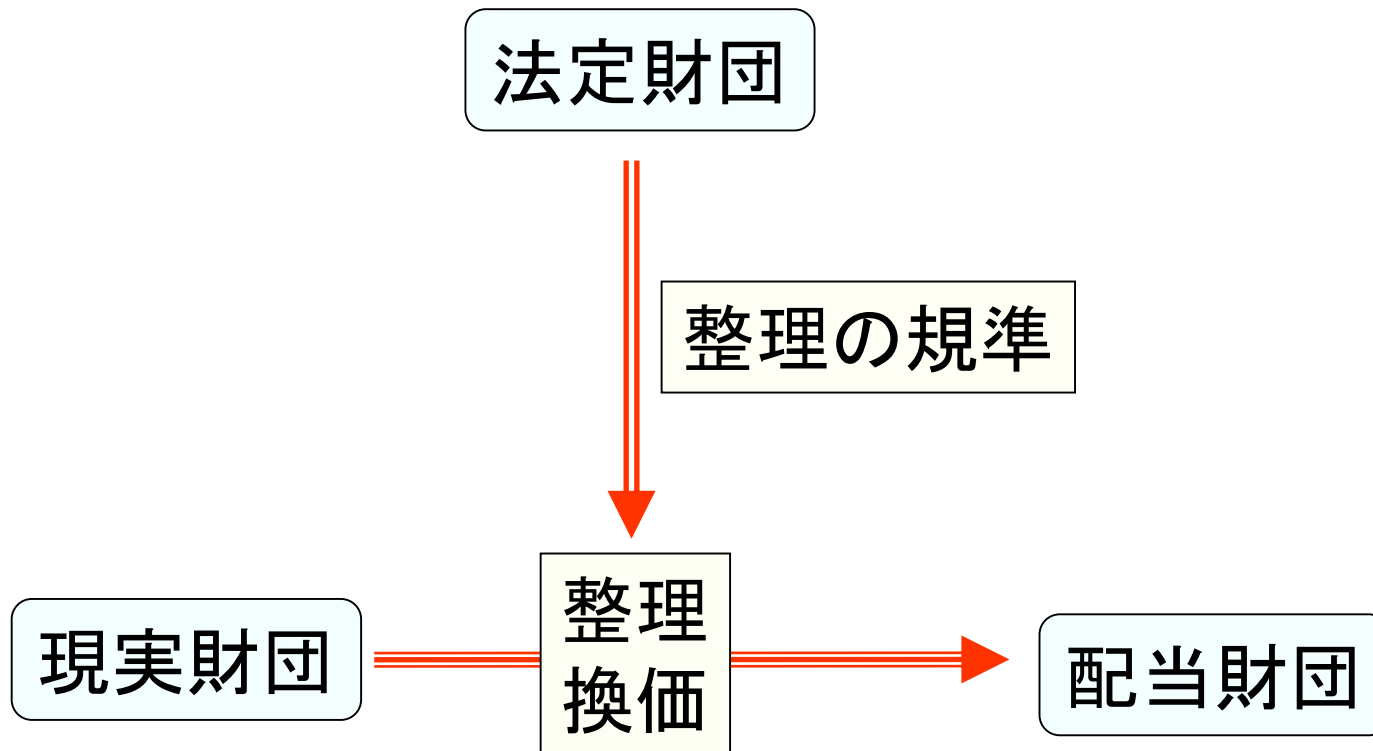 法定財団
整理の規準
整理
換価
現実財団
配当財団